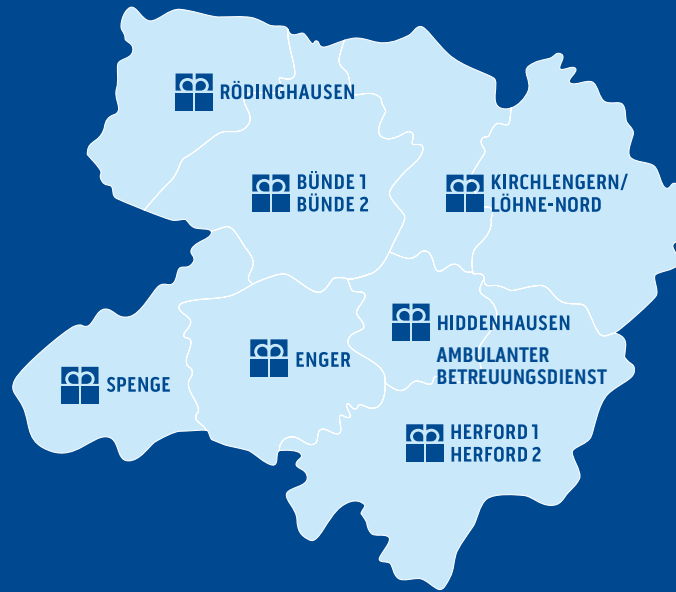 RÖDINGHAUSEN
BÜNDE 1
BÜNDE 2
KIRCHLENGERN/
LÖHNE-NORD
HIDDENHAUSEN
AMBULANTER
BETREUUNGSDIENST
ENGER
SPENGE
HERFORD 1
HERFORD 2